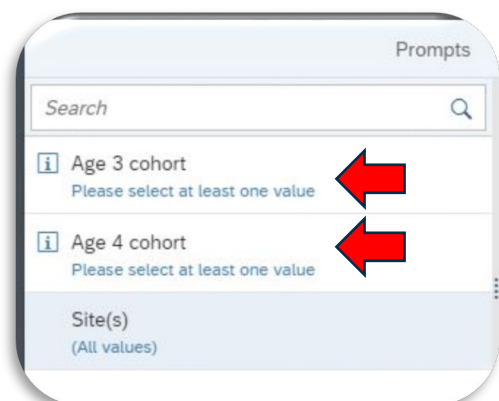 Prompts
Search
Age 3 cohort
Please select at least one value
Age 4 cohort
Please select at least one value
Site(s)
(All values)